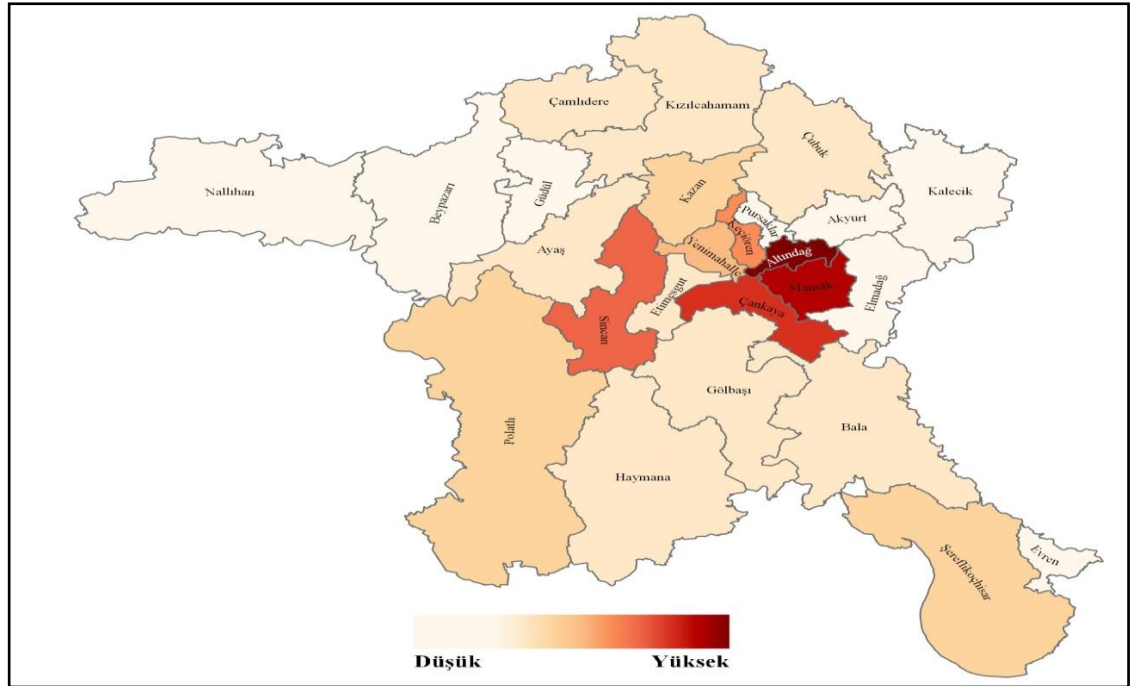 Çamlıdere
Kızılcahamam
Çubuk
Nallıhan
Beypazarı
Güdül
Kazan
Kalecik
Pursaklar
Akyurt
Keçiören
Ayaş
Yenimahalle
Altındağ
Elmadağ
Mamak
Etimesgut
Çankaya
Sincan
Gölbaşı
Polatlı
Bala
Haymana
Evren
Şereflikoçhisar
Düşük
Yüksek